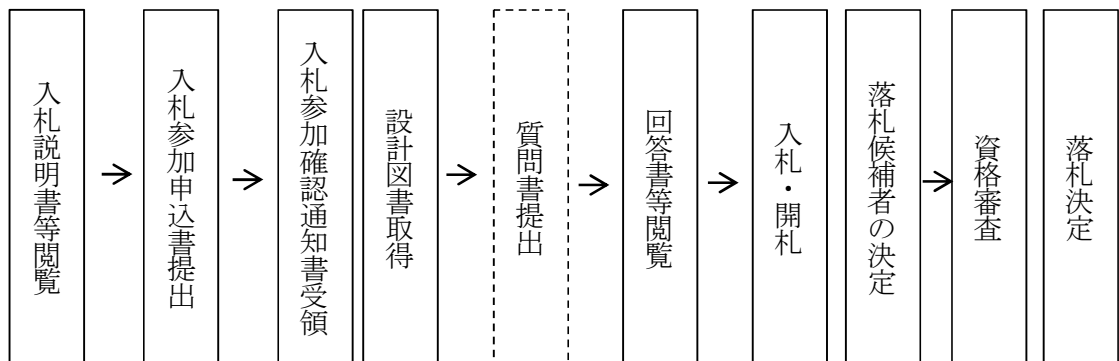 入札説明書等閲覧
入札参加申込書提出
入札参加確認通知書受領
設計図書取得
質問書提出
回答書等閲覧
入札・開札
落札候補者の決定
資格審査
落札決定